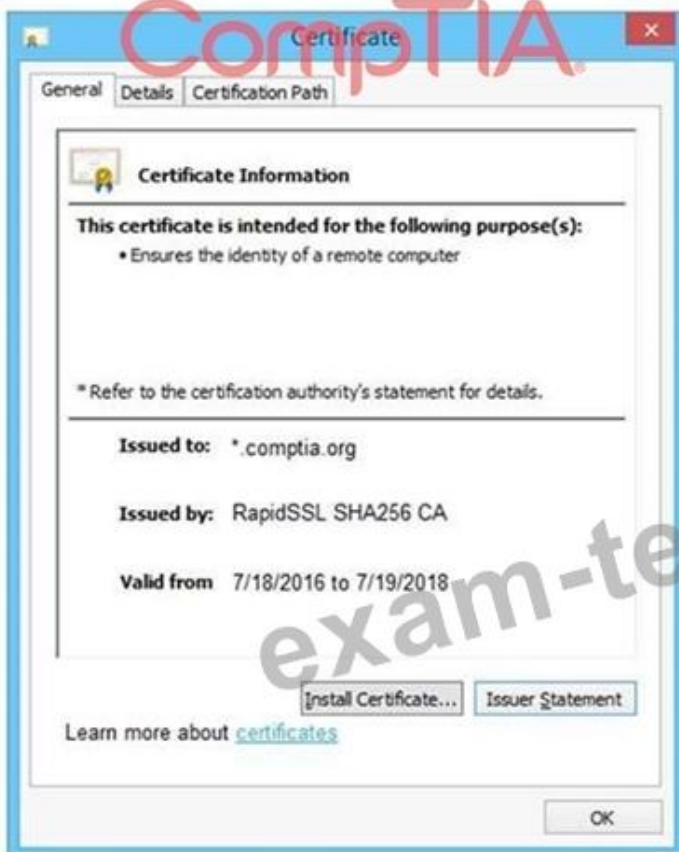 CompTIA.
Certificate
General Details Certification Path
Certificate Information
This certificate is intended for the following purpose(s):
• Ensures the identity of a remote computer
* Refer to the certification authority's statement for details.
Issued to: *.comptia.org
Issued by: RapidSSL SHA256 CA
Valid from 7/18/2016 to 7/19/2018
exam-te
Install Certificate... Issuer Statement
Learn more about certificates
OK